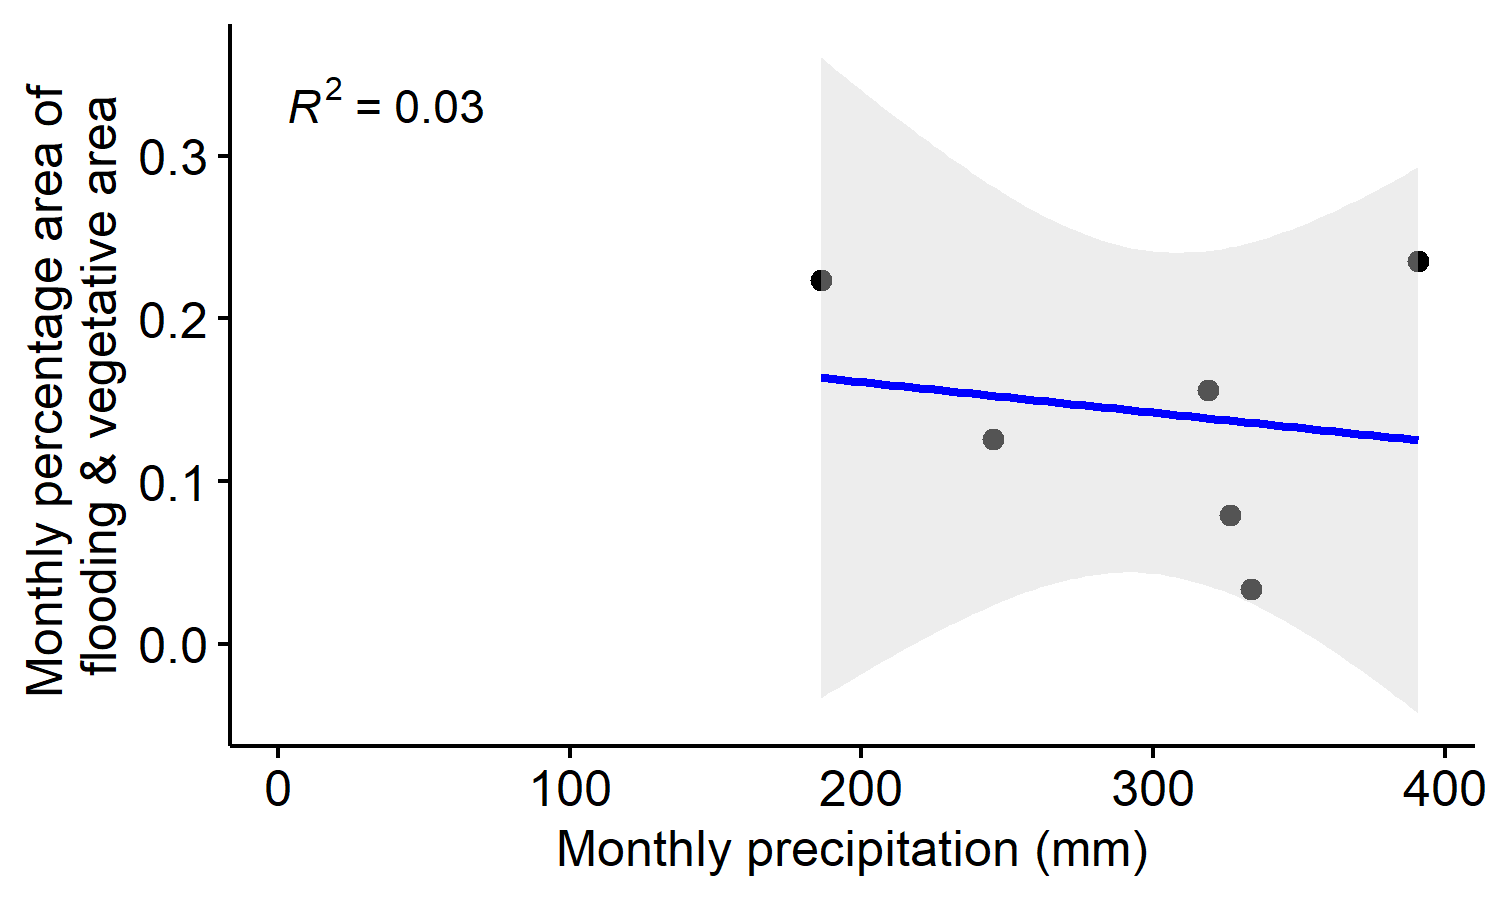 Monthly percentage area of
flooding & vegetative area
R² = 0.03
0.3
0.2
0.1
0.0
0 100 200 300 400
Monthly precipitation (mm)